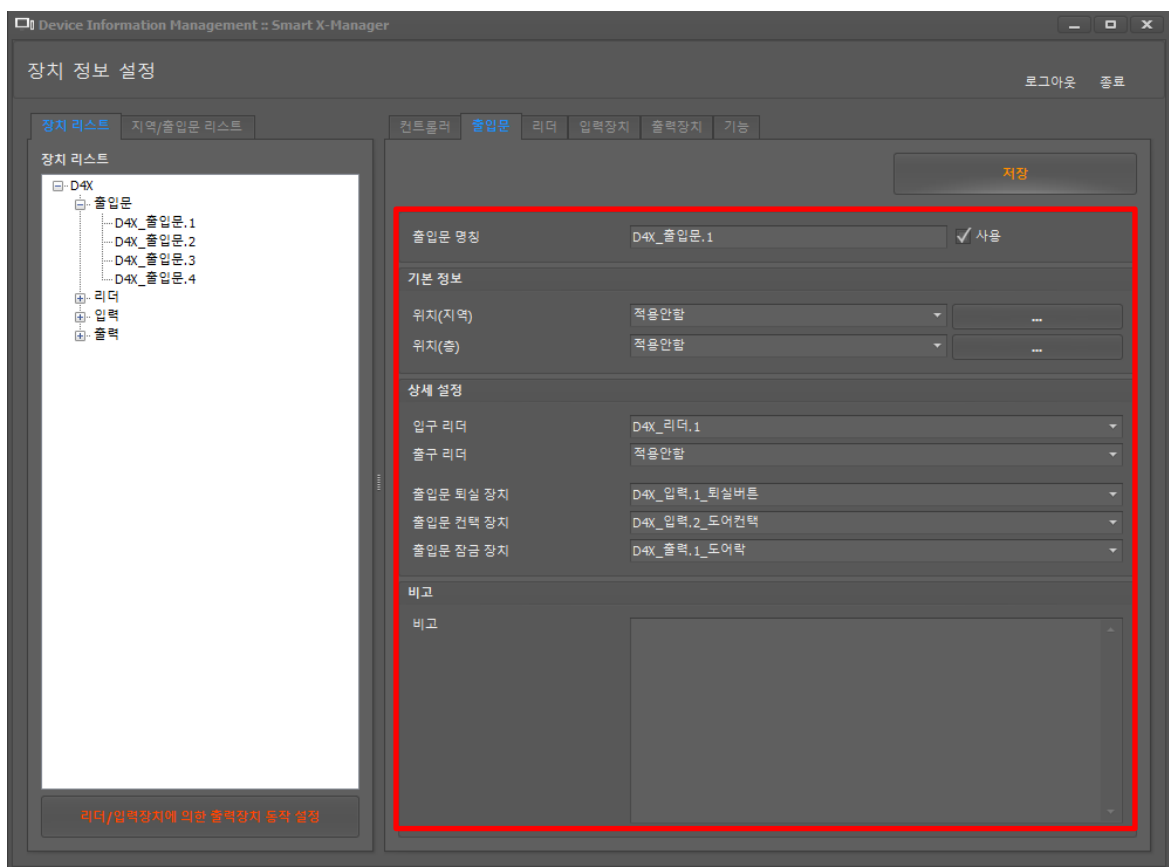 Device Information Management :: Smart X-Manager
장치 정보 설정
로그아웃 종료
장치 리스트 지역/출입문 리스트
장치 리스트
D4X
출입문
D4X_출입문.1
D4X_출입문.2
D4X_출입문.3
D4X_출입문.4
리더
입력
출력
리더/입력장치에 의한 출력장치 동작 설정
컨트롤러 출입문 리더 입력장치 출력장치 기능
저장
출입문 명칭 D4X_출입문.1 사용
기본 정보
위치(지역) 적용안함 ...
위치(층) 적용안함 ...
상세 설정
입구 리더 D4X_리더.1
출구 리더 적용안함
출입문 퇴실 장치 D4X_입력.1_퇴실버튼
출입문 컨택 장치 D4X_입력.2_도어컨택
출입문 잠금 장치 D4X_출력.1_도어락
비고
비고